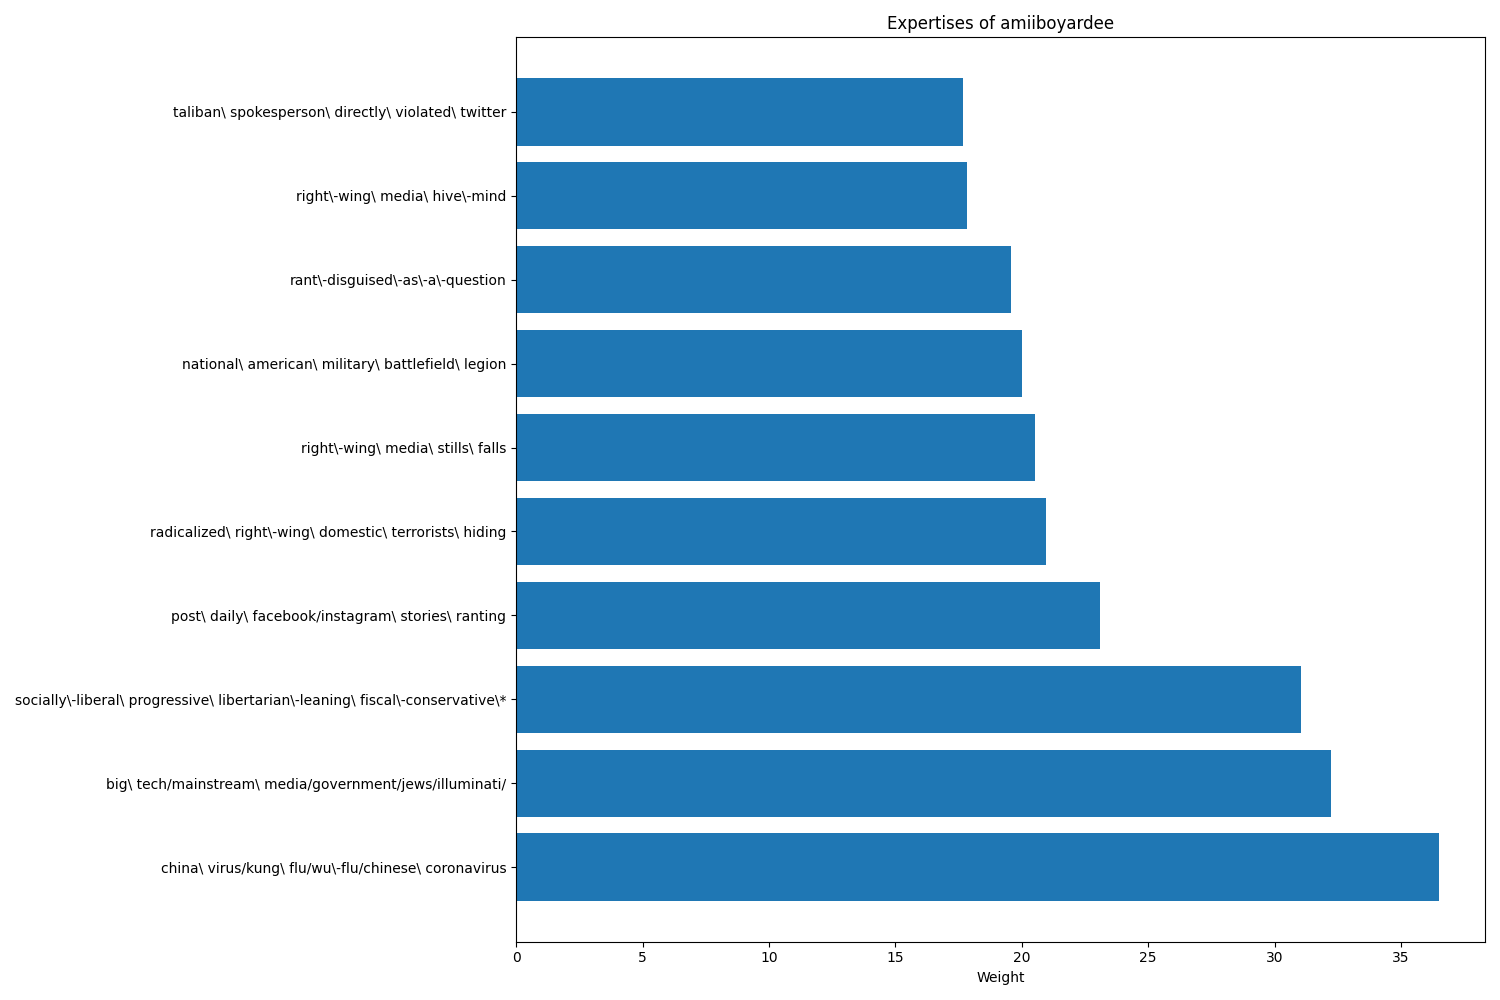 Expertises of amiiboyardee
taliban\ spokesperson\ directly\ violated\ twitter
right\-wing\ media\ hive\-mind
rant\-disguised\-as\-a\-question
national\ american\ military\ battlefield\ legion
right\-wing\ media\ stills\ falls
radicalized\ right\-wing\ domestic\ terrorists\ hiding
post\ daily\ facebook/instagram\ stories\ ranting
socially\-liberal\ progressive\ libertarian\-leaning\ fiscal\-conservative\*
big\ tech/mainstream\ media/government/jews/illuminati/
china\ virus/kung\ flu/wu\-flu/chinese\ coronavirus
0 5 10 15 20 25 30 35
Weight